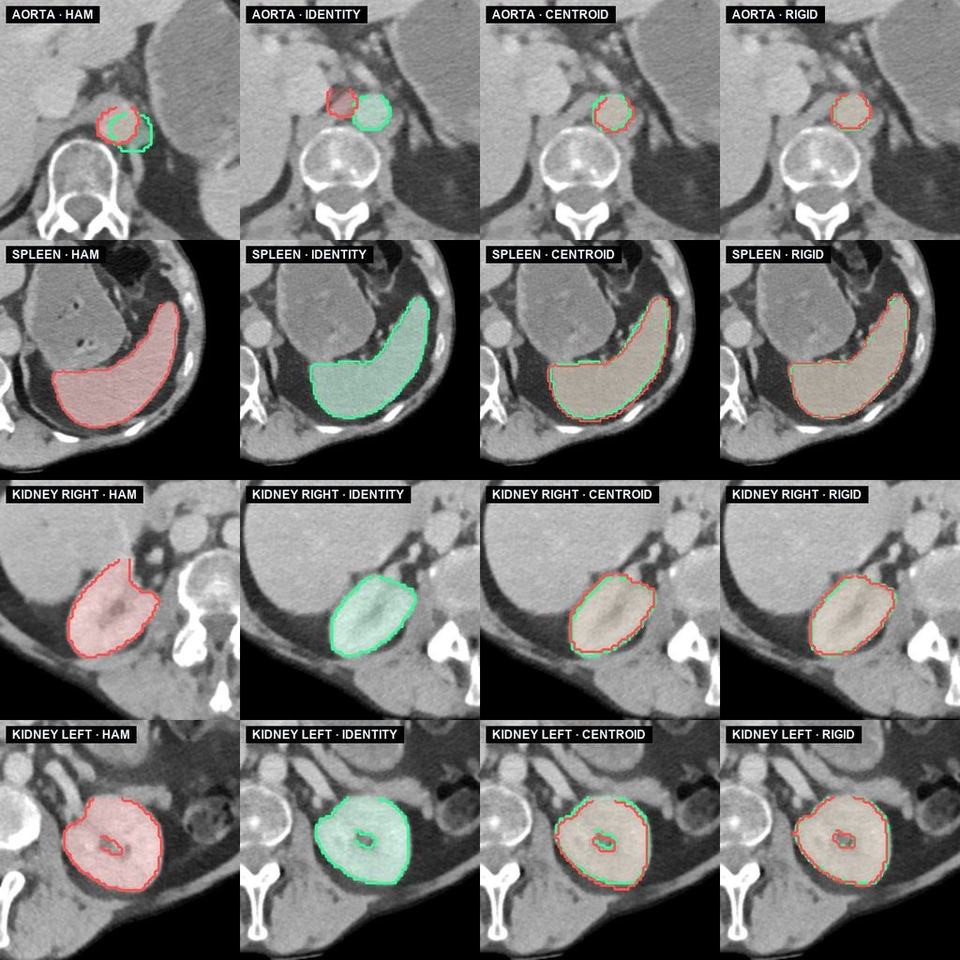 AORTA · HAM
AORTA · IDENTITY
AORTA · CENTROID
AORTA · RIGID
SPLEEN · HAM
SPLEEN · IDENTITY
SPLEEN · CENTROID
SPLEEN · RIGID
KIDNEY RIGHT · HAM
KIDNEY RIGHT · IDENTITY
KIDNEY RIGHT · CENTROID
KIDNEY RIGHT · RIGID
KIDNEY LEFT · HAM
KIDNEY LEFT · IDENTITY
KIDNEY LEFT · CENTROID
KIDNEY LEFT · RIGID